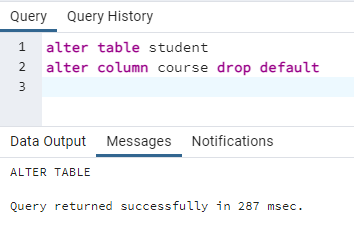 Query Query History
1 alter table student
2 alter column course drop default
3
Data Output Messages Notifications
ALTER TABLE
Query returned successfully in 287 msec.